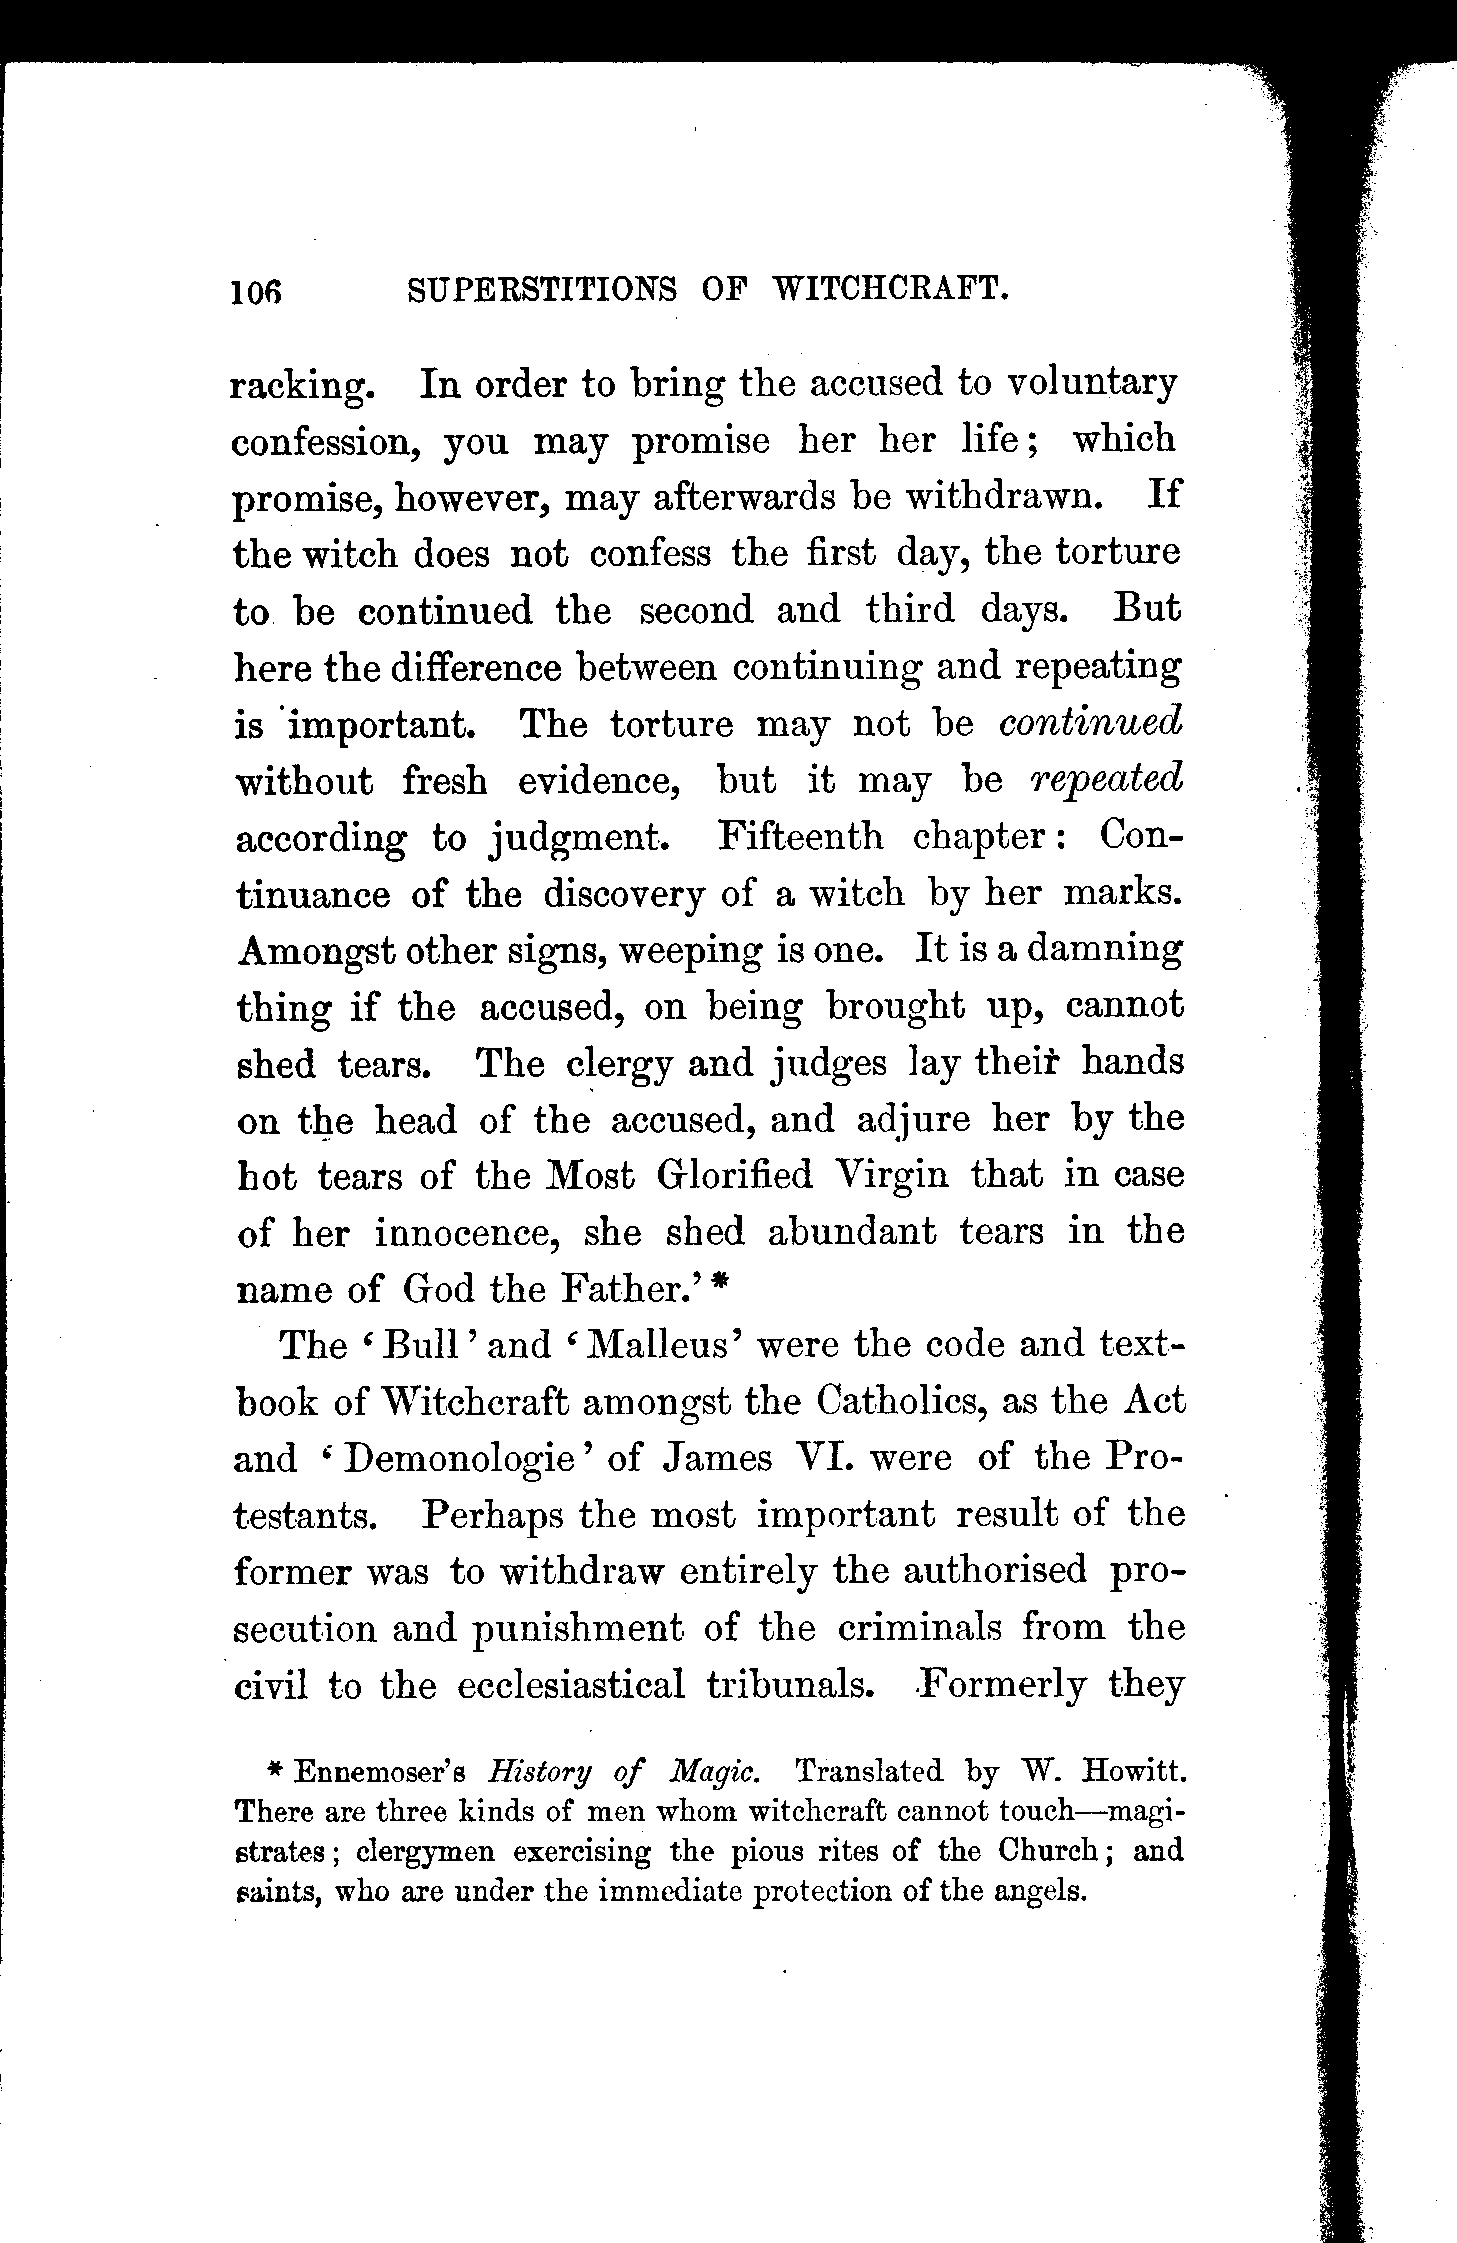 106 SUPERSTITIONS OF WITCHCRAFT.
racking. In order to bring the accused to voluntary
confession, you may promise her her life; which
promise, however, may afterwards be withdrawn. If
the witch does not confess the first day, the torture
to be continued the second and third days. But
here the difference between continuing and repeating
is important. The torture may not be continued
without fresh evidence, but it may be repeated
according to judgment. Fifteenth chapter: Con-
tinuance of the discovery of a witch by her marks.
Amongst other signs, weeping is one. It is a damning
thing if the accused, on being brought up, cannot
shed tears. The clergy and judges lay their hands
on the head of the accused, and adjure her by the
hot tears of the Most Glorified Virgin that in case
of her innocence, she shed abundant tears in the
name of God the Father.' *
The 'Bull' and 'Malleus' were the code and text-
book of Witchcraft amongst the Catholics, as the Act
and 'Demonologie' of James VI. were of the Pro-
testants. Perhaps the most important result of the
former was to withdraw entirely the authorised pro-
secution and punishment of the criminals from the
civil to the ecclesiastical tribunals. Formerly they
* Ennemoser's History of Magic. Translated by W. Howitt.
There are three kinds of men whom witchcraft cannot touch—magi-
strates; clergymen exercising the pious rites of the Church; and
saints, who are under the immediate protection of the angels.